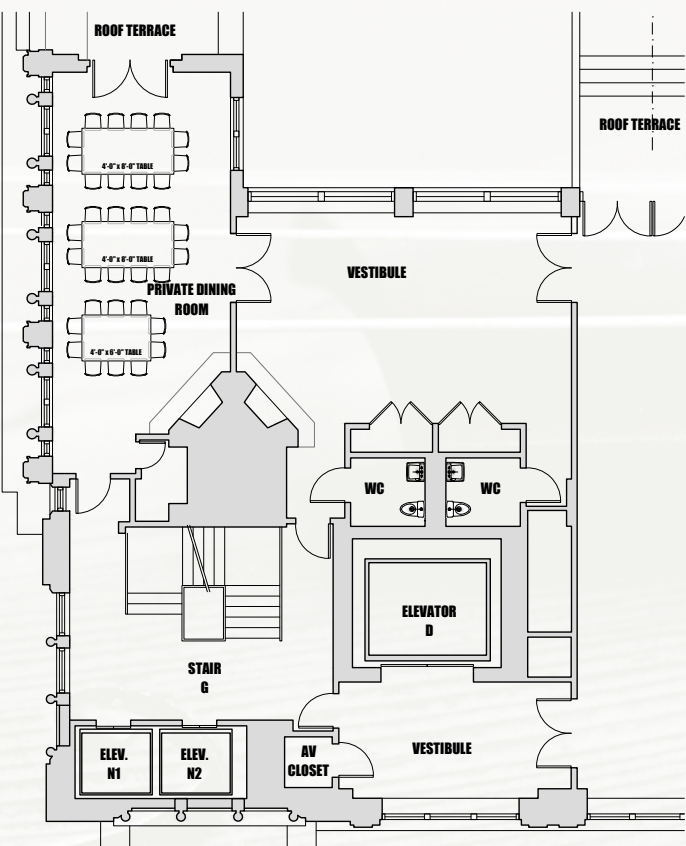 ROOF TERRACE
ROOF TERRACE
4'-0" x 8'-0" TABLE
4'-0" x 8'-0" TABLE
PRIVATE DINING
ROOM
VESTIBULE
4'-0" x 6'-0" TABLE
WC
WC
ELEVATOR
D
STAIR
G
ELEV.
N1
ELEV.
N2
AV
CLOSET
VESTIBULE